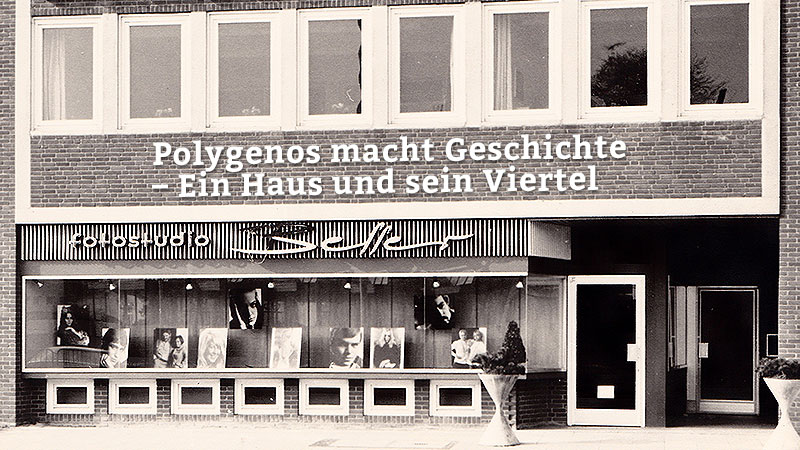 Polygenos macht Geschichte
– Ein Haus und sein Viertel
fotostudio